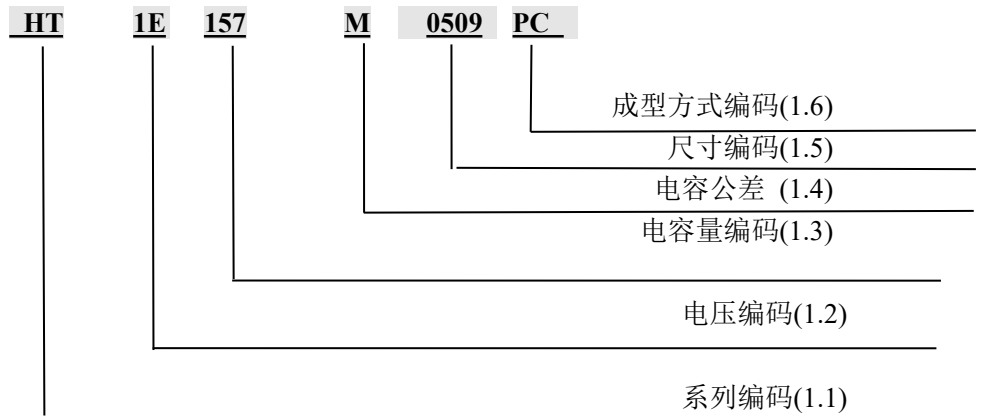 HT 1E 157 M 0509 PC
成型方式编码(1.6)
尺寸编码(1.5)
电容公差 (1.4)
电容量编码(1.3)
电压编码(1.2)
系列编码(1.1)